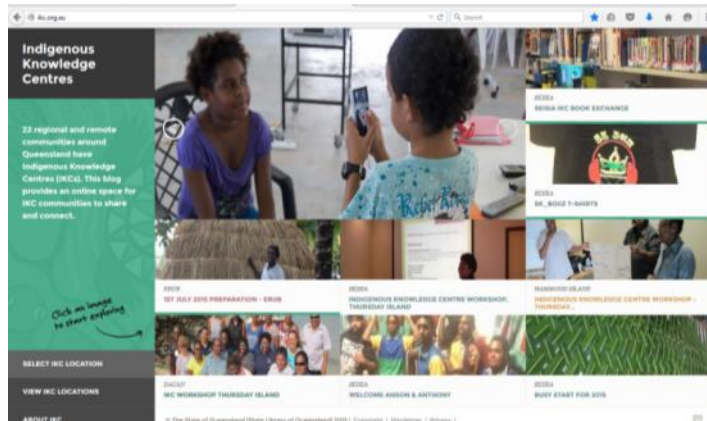 ikc.org.au
Search
Indigenous
Knowledge
Centres
23 regional and remote
communities around
Queensland have
Indigenous Knowledge
Centres (IKCs). This blog
provides an online space for
IKC communities to share
and connect.
Click an image
to start exploring
SELECT IKC LOCATION
VIEW IKC LOCATIONS
ABOUT IKC
SEISIA
SEISIA IKC BOOK EXCHANGE
SEISIA
SK_BOIZ T-SHIRTS
ERUB
1ST JULY 2015 PREPARATION - ERUB
SEISIA
INDIGENOUS KNOWLEDGE CENTRE WORKSHOP,
THURSDAY ISLAND
HAMMOND ISLAND
INDIGENOUS KNOWLEDGE CENTRE WORKSHOP -
THURSDAY...
DAUAN
WC WORKSHOP THURSDAY ISLAND
SEISIA
WELCOME ANSON & ANTHONY
SEISIA
BUSY START FOR 2015
© The State of Queensland (State Library of Queensland) | Copyright | Disclaimer | Privacy |